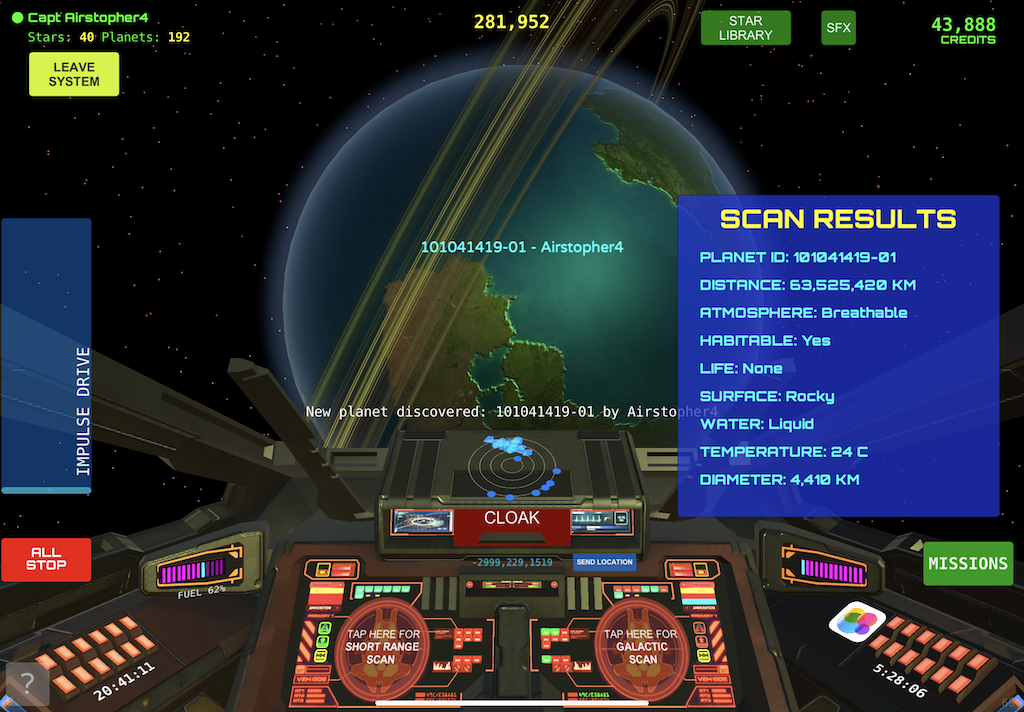 Capt Airstopher4
Stars: 40 Planets: 192
LEAVE
SYSTEM
281,952
STAR
LIBRARY
SFX
43,888
CREDITS
101041419-01 - Airstopher4
SCAN RESULTS
PLANET ID: 101041419-01
DISTANCE: 63,525,420 KM
ATMOSPHERE: Breathable
HABITABLE: Yes
LIFE: None
SURFACE: Rocky
WATER: Liquid
TEMPERATURE: 24 C
DIAMETER: 4,410 KM
IMPULSE DRIVE
New planet discovered: 101041419-01 by Airstopher4
CLOAK
-2999,229,1519
SEND LOCATION
ALL
STOP
FUEL 62%
MISSIONS
AMMUNITION
AMMUNITION
TAP HERE FOR
SHORT RANGE
SCAN
TAP HERE FOR
GALACTIC
SCAN
20:41:11
5:28:06
?